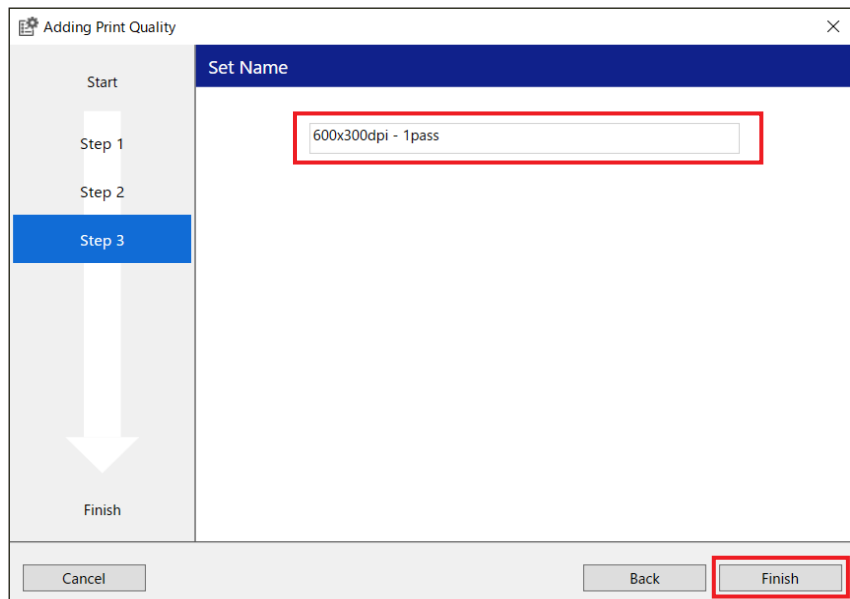 Adding Print Quality
Set Name
Start
Step 1
Step 2
Step 3
Finish
600x300dpi - 1pass
Cancel
Back
Finish